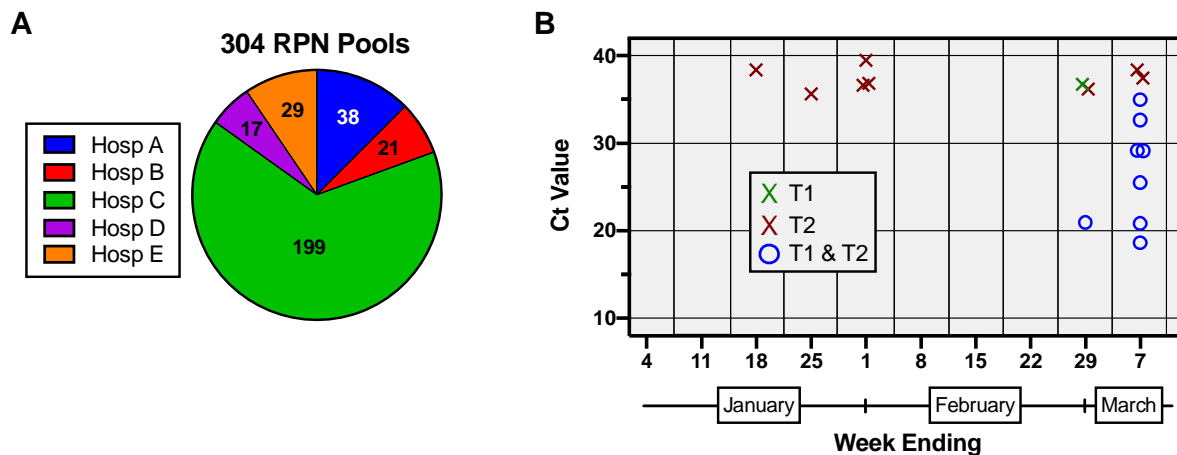 A
304 RPN Pools
Hosp A
Hosp B
Hosp C
Hosp D
Hosp E
38
21
199
17
29
B
Ct Value
40
30
20
10
T1
T2
T1 & T2
4 11 18 25 1 8 15 22 29 7
January February March
Week Ending